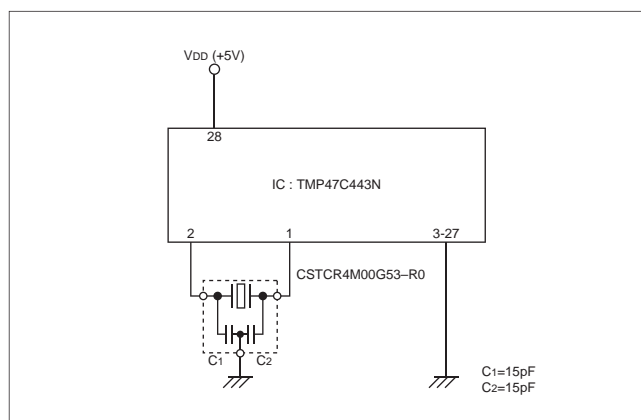 VDD (+5V)
28
IC : TMP47C443N
2 1 3-27
CSTCR4M00G53–R0
C1 C2
C1=15pF
C2=15pF